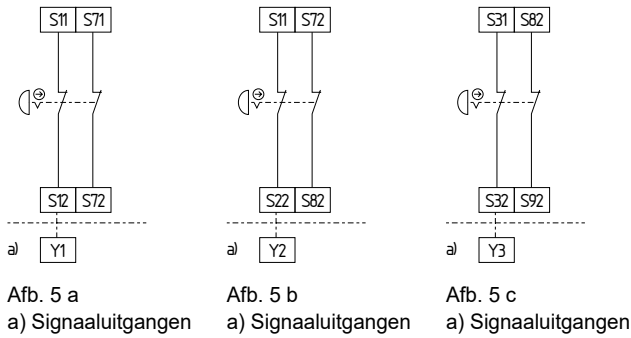 S11 S71 S11 S72 S31 S82
S12 S72 S22 S82 S32 S92
a) Y1 a) Y2 a) Y3
Afb. 5 a Afb. 5 b Afb. 5 c
a) Signaaluitgangen a) Signaaluitgangen a) Signaaluitgangen